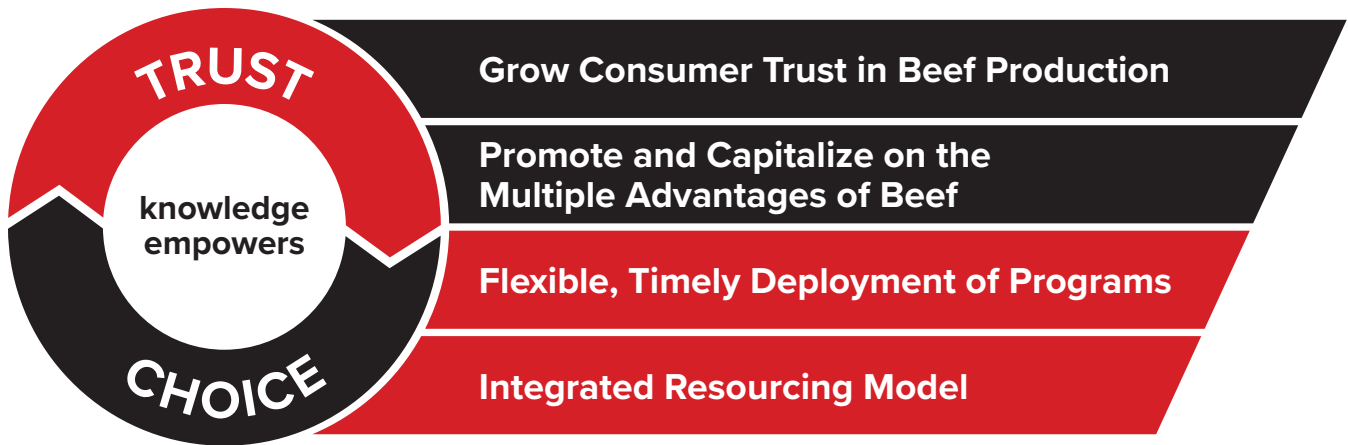 TRUST
knowledge
empowers
CHOICE
Grow Consumer Trust in Beef Production
Promote and Capitalize on the
Multiple Advantages of Beef
Flexible, Timely Deployment of Programs
Integrated Resourcing Model